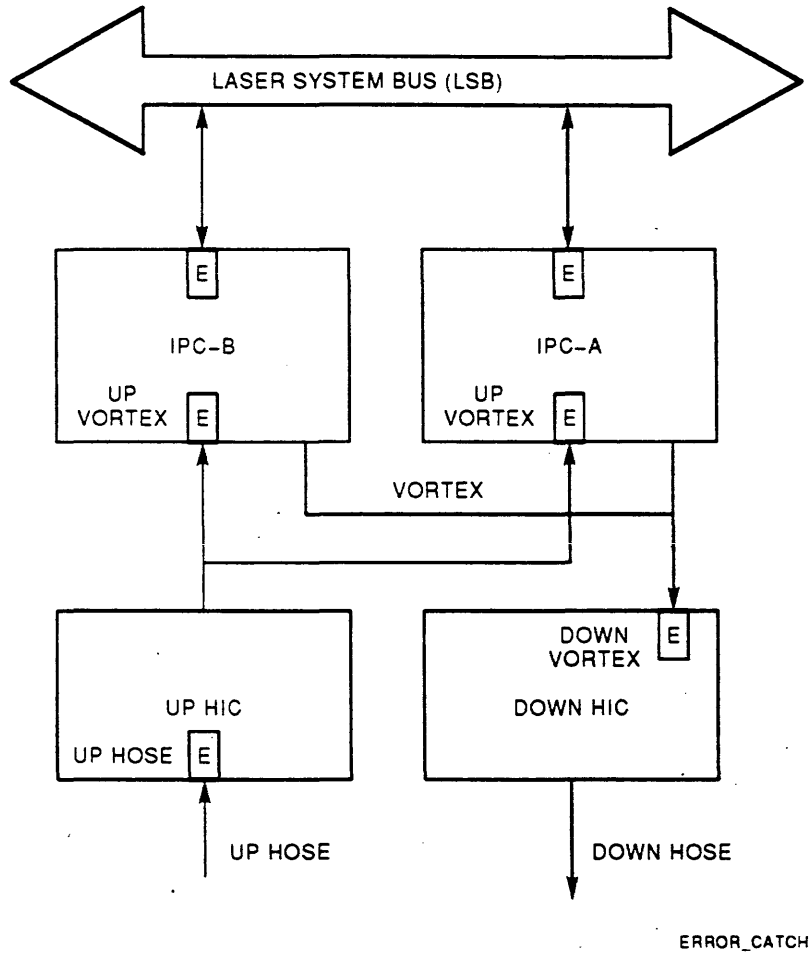 LASER SYSTEM BUS (LSB)
E
E
IPC-B
IPC-A
UP
VORTEX
E
UP
VORTEX
E
VORTEX
DOWN
VORTEX
E
UP HIC
DOWN HIC
UP HOSE
E
UP HOSE
DOWN HOSE
ERROR_CATCH